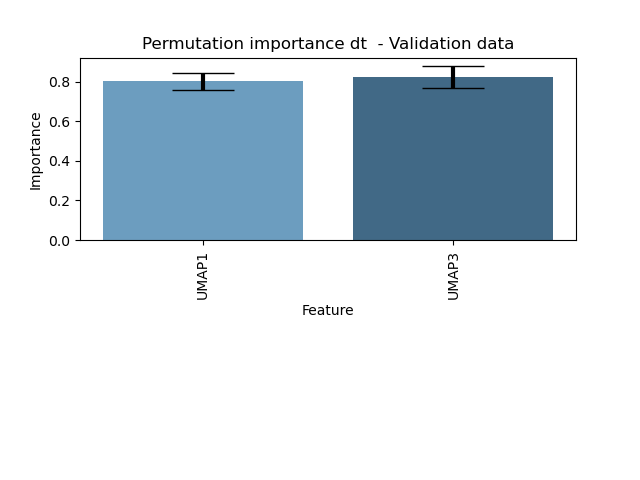 Permutation importance dt  - Validation data
Importance
0.8
0.6
0.4
0.2
0.0
UMAP1
UMAP3
Feature